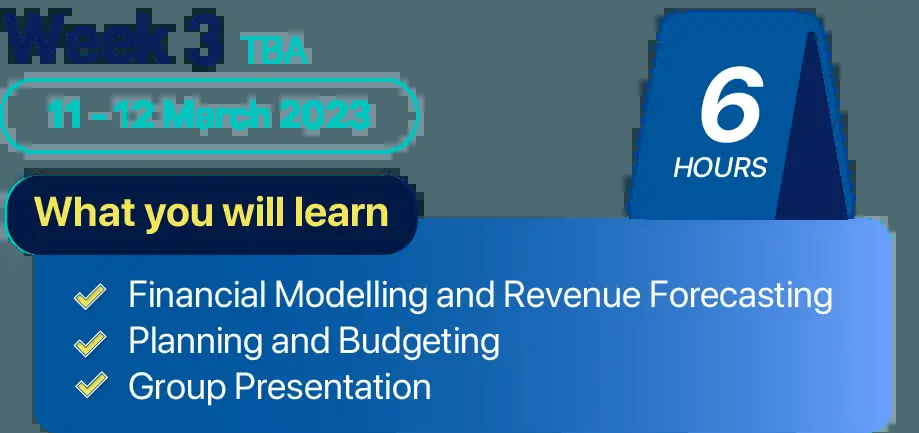 Week 3 TBA
11 – 12 March 2023
6
HOURS
What you will learn
Financial Modelling and Revenue Forecasting
Planning and Budgeting
Group Presentation